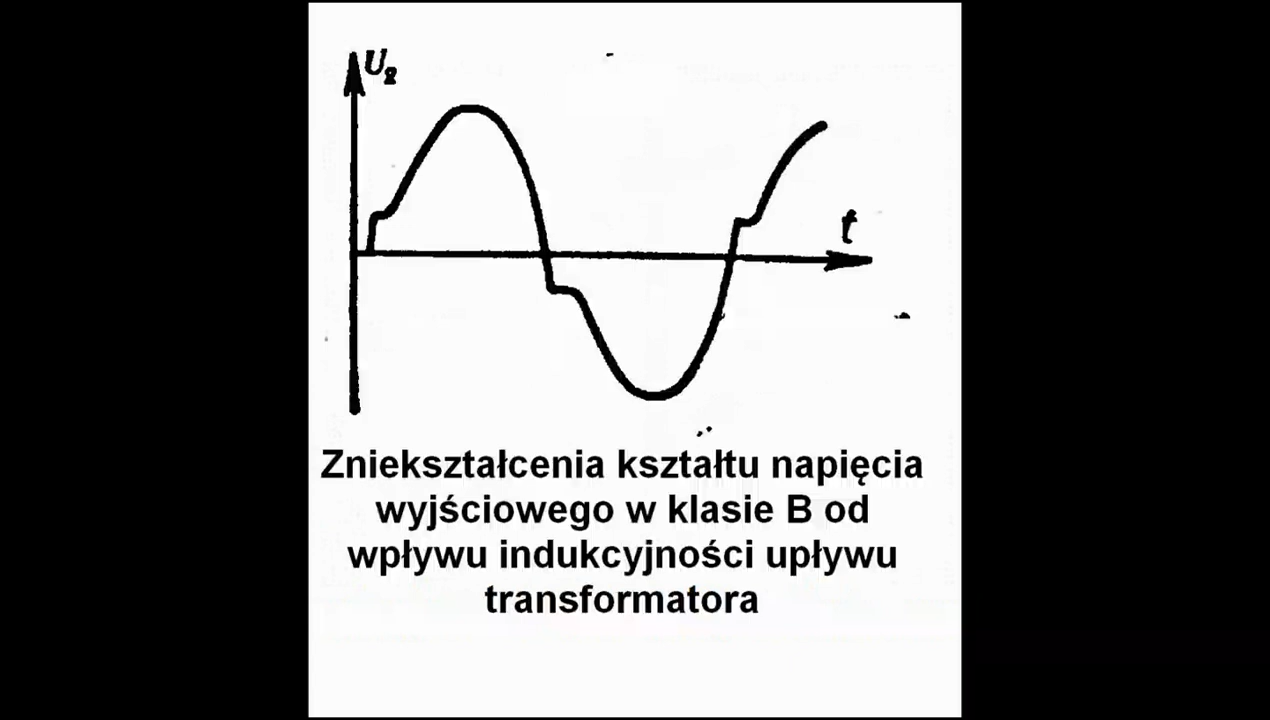 U₂
t
Zniekształcenia kształtu napięcia
wyjściowego w klasie B od
wpływu indukcyjności upływu
transformatora